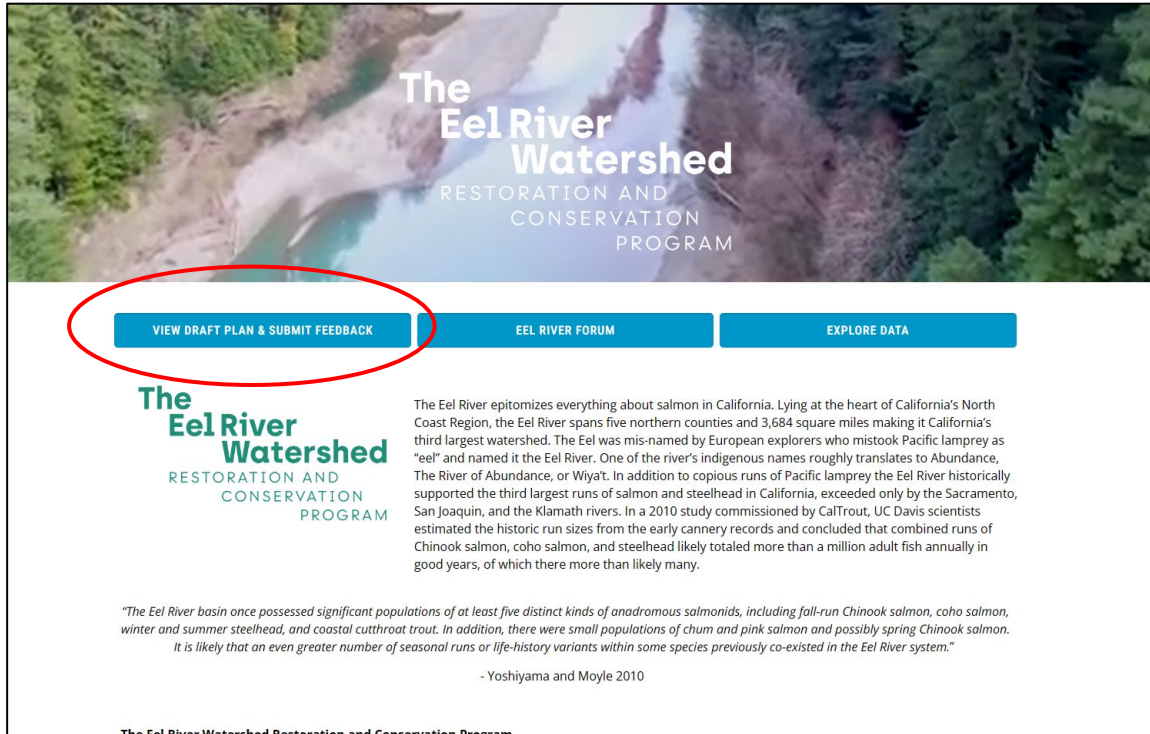 The
Eel River
Watershed
RESTORATION AND
CONSERVATION
PROGRAM
VIEW DRAFT PLAN & SUBMIT FEEDBACK
EEL RIVER FORUM
EXPLORE DATA
The
Eel River
Watershed
RESTORATION AND
CONSERVATION
PROGRAM
The Eel River epitomizes everything about salmon in California. Lying at the heart of California's North
Coast Region, the Eel River spans five northern counties and 3,684 square miles making it California's
third largest watershed. The Eel was mis-named by European explorers who mistook Pacific lamprey as
"eel" and named it the Eel River. One of the river's indigenous names roughly translates to Abundance,
The River of Abundance, or Wiya't. In addition to copious runs of Pacific lamprey the Eel River historically
supported the third largest runs of salmon and steelhead in California, exceeded only by the Sacramento,
San Joaquin, and the Klamath rivers. In a 2010 study commissioned by CalTrout, UC Davis scientists
estimated the historic run sizes from the early cannery records and concluded that combined runs of
Chinook salmon, coho salmon, and steelhead likely totaled more than a million adult fish annually in
good years, of which there more than likely many.
"The Eel River basin once possessed significant populations of at least five distinct kinds of anadromous salmonids, including fall-run Chinook salmon, coho salmon,
winter and summer steelhead, and coastal cutthroat trout. In addition, there were small populations of chum and pink salmon and possibly spring Chinook salmon.
It is likely that an even greater number of seasonal runs or life-history variants within some species previously co-existed in the Eel River system."
- Yoshiyama and Moyle 2010
The Eel River Watershed Restoration and Conservation Program